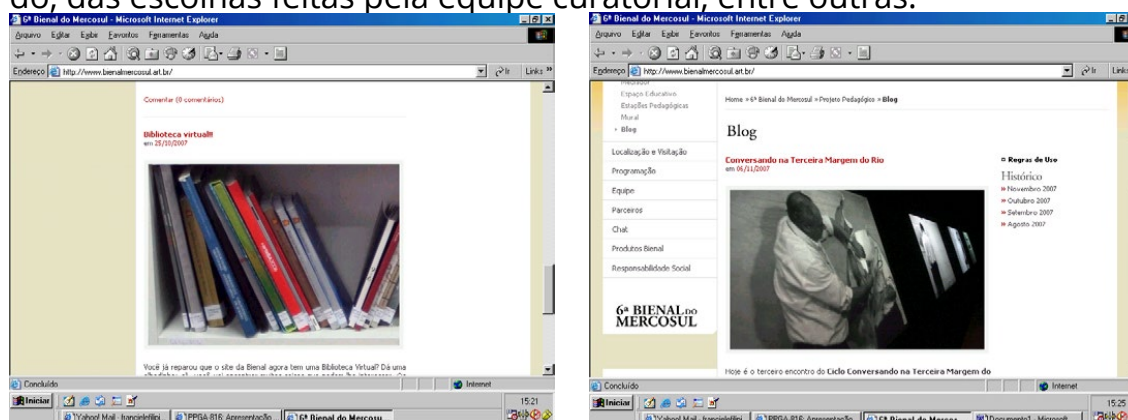 do, das escolhas feitas pela equipe curatorial, entre outras.
6ª Bienal do Mercosul - Microsoft Internet Explorer
Arquivo Editar Exibir Favoritos Ferramentas Ajuda
Endereço http://www.bienalmercosul.art.br/ Ir Links »
Comentar (0 comentários)
Biblioteca virtual!!
em 25/10/2007
Você já reparou que o site da Bienal agora tem uma Biblioteca Virtual? Dá uma
Concluído Internet
Iniciar 15:21
Yahoo! Mail - PPGA-816: Apresentação ... 6ª Bienal do Mercosu...
6ª Bienal do Mercosul - Microsoft Internet Explorer
Arquivo Editar Exibir Favoritos Ferramentas Ajuda
Endereço http://www.bienalmercosul.art.br/ Ir Links
Espaço Educativo
Estações Pedagógicas
Mural
› Blog
Localização e Visitação
Programação
Equipe
Parceiros
Chat
Produtos Bienal
Responsabilidade Social
6ª BIENAL DO
MERCOSUL
Home » 6ª Bienal do Mercosul » Projeto Pedagógico » Blog
Blog
Conversando na Terceira Margem do Rio
em 06/11/2007
Regras de Uso
Histórico
» Novembro 2007
» Outubro 2007
» Setembro 2007
» Agosto 2007
Hoje é o terceiro encontro do Ciclo Conversando na Terceira Margem do
Concluído Internet
Iniciar 15:25
Yahoo! Mail - PPGA-816: Apresentação ... 6ª Bienal do Mercos... Documento1 - Microsoft ...